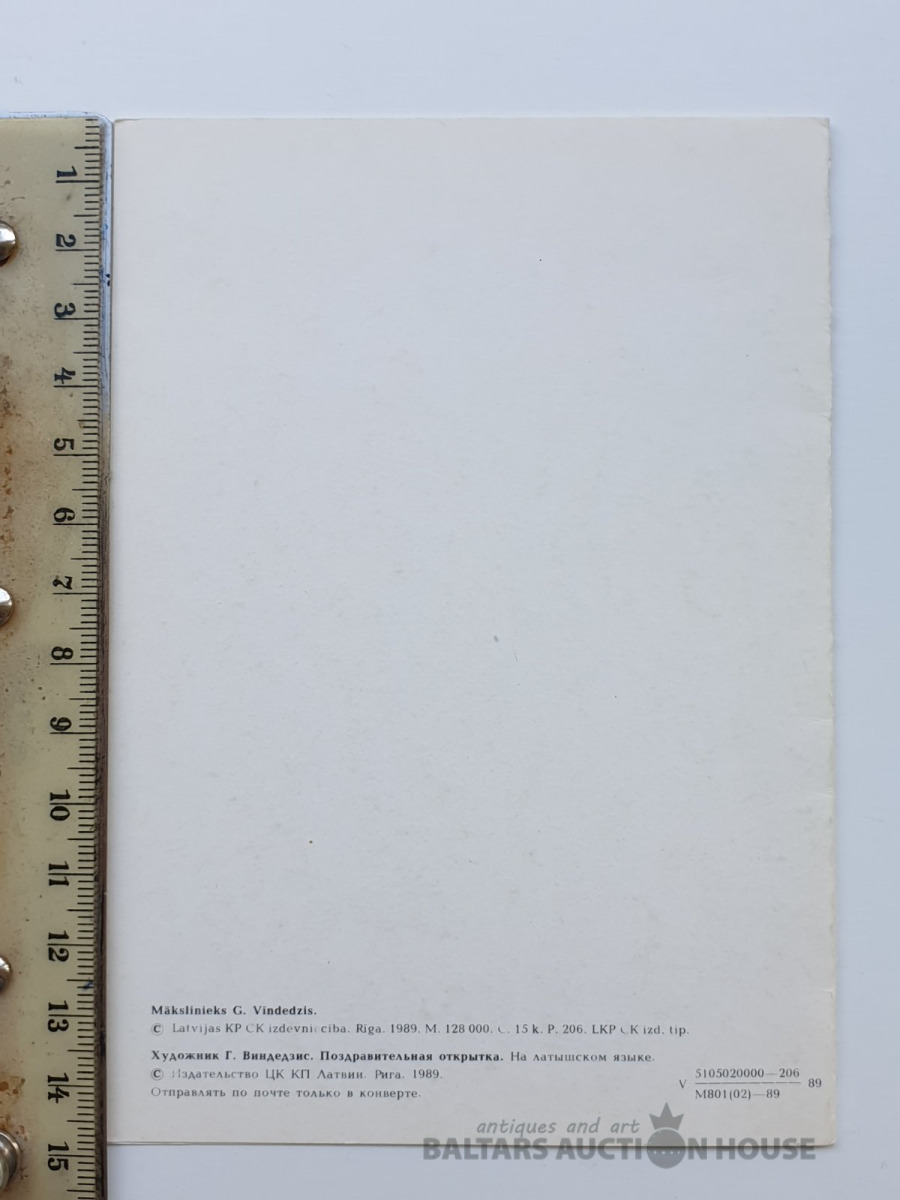 1
2
3
4
5
6
7
8
9
10
11
12
13
14
15
Mākslinieks G. Vīndedzis.
© Latvijas KP CK izdevniecība. Rīgā. 1989. M. 128 000. C. 15 k. P. 206. LKP CK izd. tip.
Художник Г. Виндедзис. Поздравительная открытка. На латышском языке.
© Издательство ЦК КП Латвии. Рига. 1989.
Отправлять по почте только в конверте.
V 5105020000—206 89
M801(02)—89
antiques and art
BALTARS AUCTION HOUSE